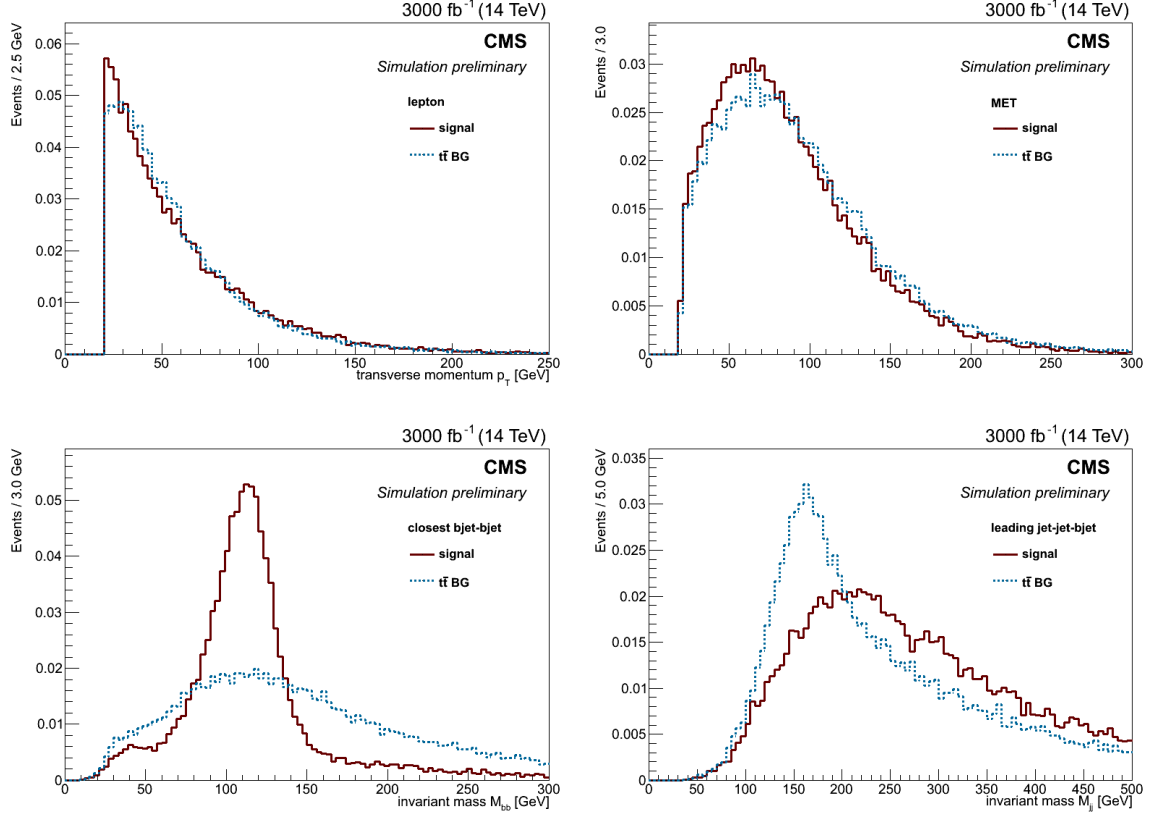 3000 fb⁻¹ (14 TeV)
Events / 2.5 GeV
CMS
Simulation preliminary
lepton
signal
tt̄ BG
0.06
0.05
0.04
0.03
0.02
0.01
0
0 50 100 150 200 250
transverse momentum p_T [GeV]
3000 fb⁻¹ (14 TeV)
Events / 3.0
CMS
Simulation preliminary
MET
signal
tt̄ BG
0.03
0.025
0.02
0.015
0.01
0.005
0
0 50 100 150 200 250 300
3000 fb⁻¹ (14 TeV)
Events / 3.0 GeV
CMS
Simulation preliminary
closest bjet-bjet
signal
tt̄ BG
0.05
0.04
0.03
0.02
0.01
0
0 50 100 150 200 250 300
invariant mass M_bb [GeV]
3000 fb⁻¹ (14 TeV)
Events / 5.0 GeV
CMS
Simulation preliminary
leading jet-jet-bjet
signal
tt̄ BG
0.035
0.03
0.025
0.02
0.015
0.01
0.005
0
0 50 100 150 200 250 300 350 400 450 500
invariant mass M_jj [GeV]